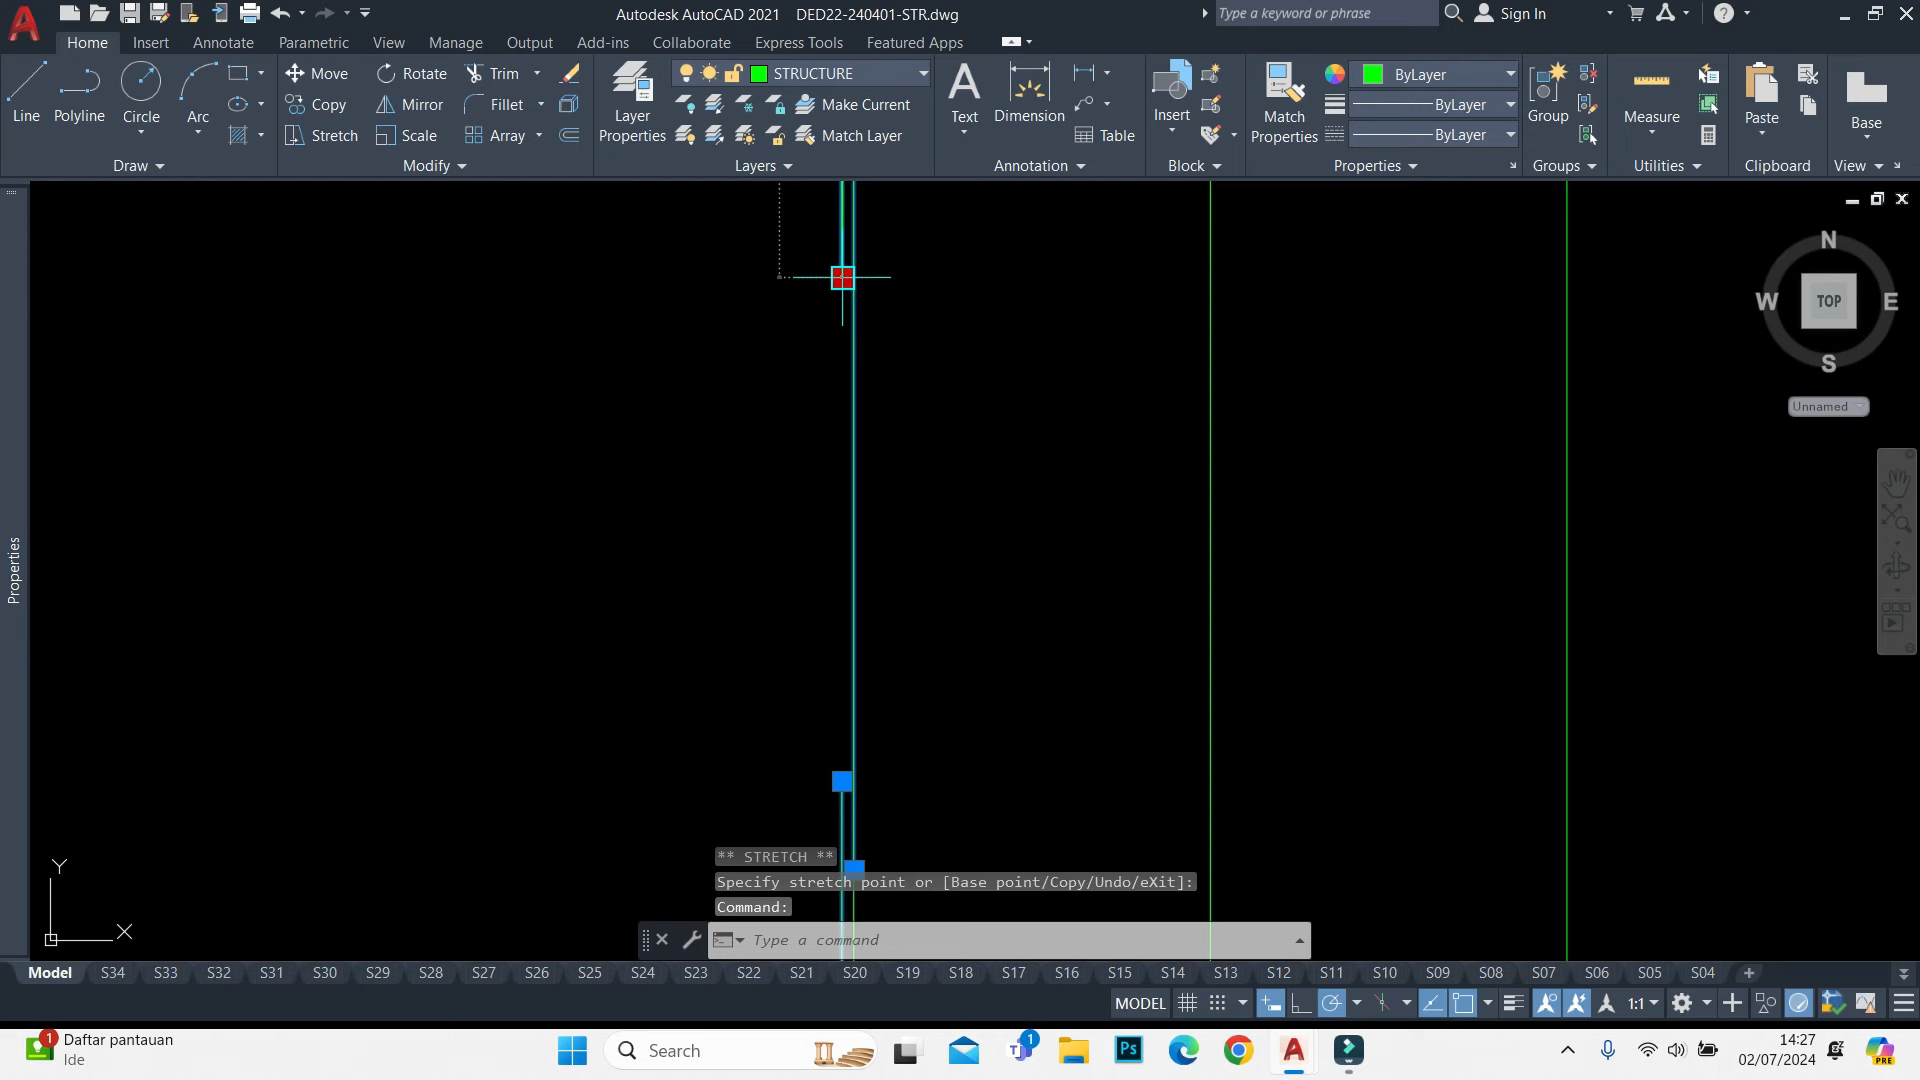 Autodesk AutoCAD 2021 DED22-240401-STR.dwg
Type a keyword or phrase
Sign In
Home Insert Annotate Parametric View Manage Output Add-ins Collaborate Express Tools Featured Apps
Line
Polyline
Circle
Arc
Move
Rotate
Trim
Copy
Mirror
Fillet
Stretch
Scale
Array
Layer
Properties
STRUCTURE
Make Current
Match Layer
Text
Dimension
Table
Insert
Match
Properties
ByLayer
ByLayer
ByLayer
Group
Measure
Paste
Base
Draw
Modify
Layers
Annotation
Block
Properties
Groups
Utilities
Clipboard
View
N
W
TOP
E
S
Unnamed
Properties
Y
X
** STRETCH **
Specify stretch point or [Base point/Copy/Undo/eXit]:
Command:
Type a command
Model S34 S33 S32 S31 S30 S29 S28 S27 S26 S25 S24 S23 S22 S21 S20 S19 S18 S17 S16 S15 S14 S13 S12 S11 S10 S09 S08 S07 S06 S05 S04
MODEL
1:1
1
Daftar pantauan
Ide
Search
1
Ps
14:27
02/07/2024
PRE